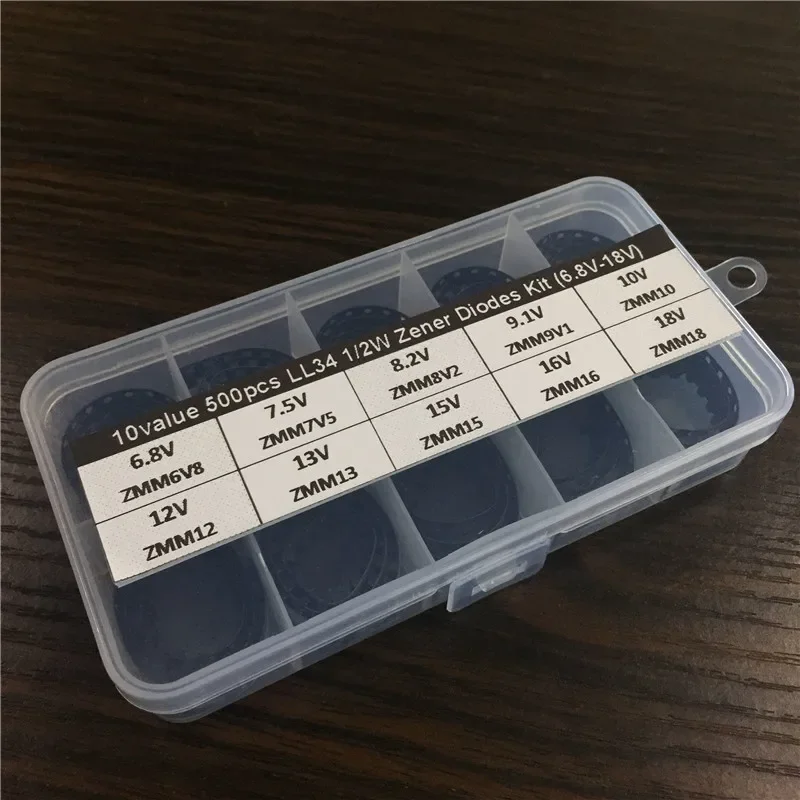 10value 500pcs LL34 1/2W Zener Diodes Kit (6.8V-18V)
6.8V 7.5V 8.2V 9.1V 10V
ZMM6V8 ZMM7V5 ZMM8V2 ZMM9V1 ZMM10
12V 13V 15V 16V 18V
ZMM12 ZMM13 ZMM15 ZMM16 ZMM18